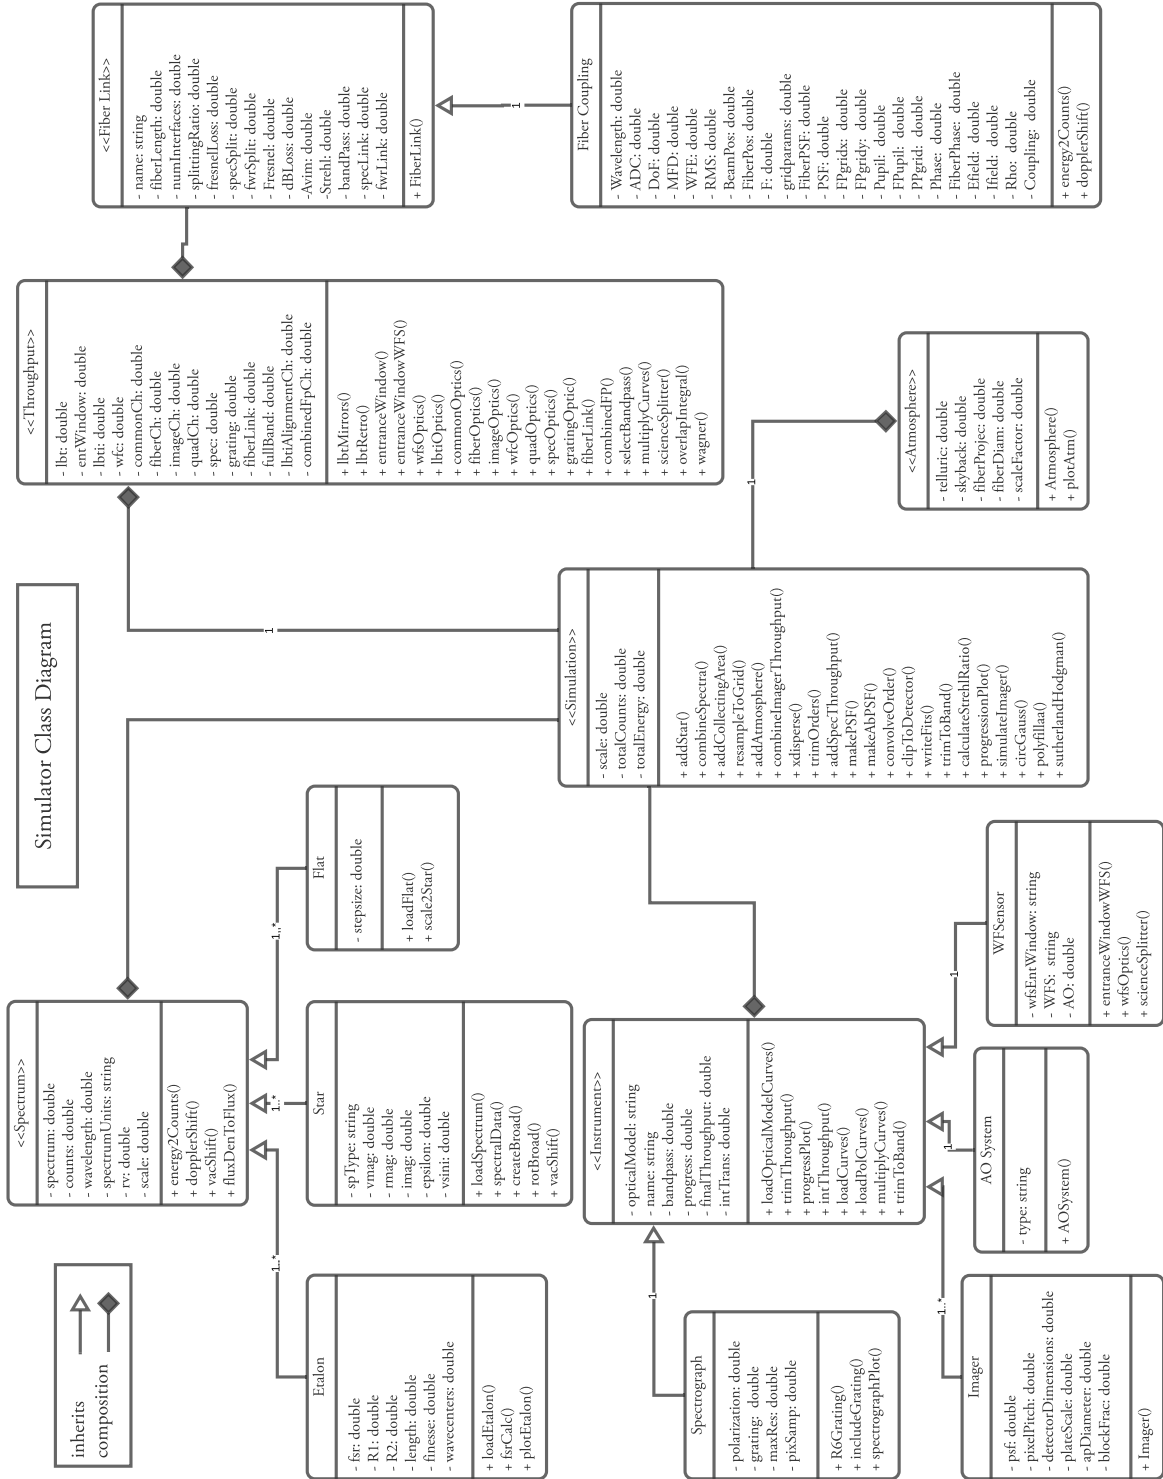 Simulator Class Diagram
inherits
composition
<<Spectrum>>
- spectrum: double
- counts: double
- wavelength: double
- spectrumUnits: string
- rv: double
- scale: double
+ energy2Counts()
+ dopplerShift()
+ vacShift()
+ fluxDenToFlux()
1..*
1..*
1..*
Etalon
- fsr: double
- R1: double
- R2: double
- length: double
- finesse: double
- wavecenters: double
+ loadEtalon()
+ fsrCalc()
+ plotEtalon()
Star
- spType: string
- vmag: double
- rmag: double
- imag: double
- epsilon: double
- vsini: double
+ loadSpectrum()
+ spectralData()
+ createBroad()
+ rotBroad()
+ vacShift()
Flat
- stepsize: double
+ loadFlat()
+ scale2Star()
<<Throughput>>
- lbt: double
- entWindow: double
- lbti: double
- wfc: double
- commonCh: double
- fiberCh: double
- imageCh: double
- quadCh: double
- spec: double
- grating: double
- fiberLink: double
- fullBand: double
- lbtiAlignmentCh: double
- combinedFpCh: double
+ lbtMirrors()
+ lbtRetro()
+ entranceWindow()
+ entranceWindowWFS()
+ wfsOptics()
+ lbtiOptics()
+ commonOptics()
+ fiberOptics()
+ imageOptics()
+ wfcOptics()
+ quadOptics()
+ specOptics()
+ gratingOptic()
+ fiberLink()
+ combinedFP()
+ selectBandpass()
+ multiplyCurves()
+ scienceSplitter()
+ overlapIntegral()
+ wagner()
<<Fiber Link>>
- name: string
- fiberLength: double
- numInterfaces: double
- splittingRatio: double
- fresnelLoss: double
- specSplit: double
- fwrSplit: double
- Fresnel: double
- dBLoss: double
-Avim: double
-Strehl: double
- bandPass: double
- specLink: double
- fwrLink: double
+ FiberLink()
1
Fiber Coupling
- Wavelength: double
- ADC: double
- DoF: double
- MFD: double
- WFE: double
- RMS: double
- BeamPos: double
- FiberPos: double
- F: double
- gridparams: double
- FiberPSF: double
- PSF: double
- FPgridx: double
- FPgridy: double
- Pupil: double
- FPupil: double
- PPgrid: double
- Phase: double
- FiberPhase: double
- Efield: double
- Ifield: double
- Rho: double
- Coupling: double
+ energy2Counts()
+ dopplerShift()
1
<<Simulation>>
- scale: double
- totalCounts: double
- totalEnergy: double
+ addStar()
+ combineSpectra()
+ addCollectingArea()
+ resampleToGrid()
+ addAtmosphere()
+ combineImagerThroughput()
+ xdisperse()
+ trimOrders()
+ addSpecThroughput()
+ makePSF()
+ makeAbPSF()
+ convolveOrder()
+ clipToDetector()
+ writeFits()
+ trimToBand()
+ calculateStrehlRatio()
+ progressionPlot()
+ simulateImager()
+ circGauss()
+ polyfillaa()
+ sutherlandHodgman()
1
<<Atmosphere>>
- telluric: double
- skyback: double
- fiberProjec: double
- fiberDiam: double
- scaleFactor: double
+ Atmosphere()
+ plotAtm()
<<Instrument>>
- opticalModel: string
- name: string
- bandpass: double
- progress: double
- finalThroughput: double
- intTrans: double
+ loadOpticalModelCurves()
+ trimThroughput()
+ progressPlot()
+ intThroughput()
+ loadCurves()
+ loadPolCurves()
+ multiplyCurves()
+ trimToBand()
1
Spectrograph
- polarization: double
- grating: double
- maxRes: double
- pixSamp: double
+ R6Grating()
+ includeGrating()
+ spectrographPlot()
1..*
Imager
- psf: double
- pixelPitch: double
- detectorDimensions: double
- plateScale: double
- apDiameter: double
- blockFrac: double
+ Imager()
1
AO System
- type: string
+ AOSystem()
1
WFSensor
- wfsEntWindow: string
- WFS: string
- AO: double
+ entranceWindowWFS()
+ wfsOptics()
+ scienceSplitter()